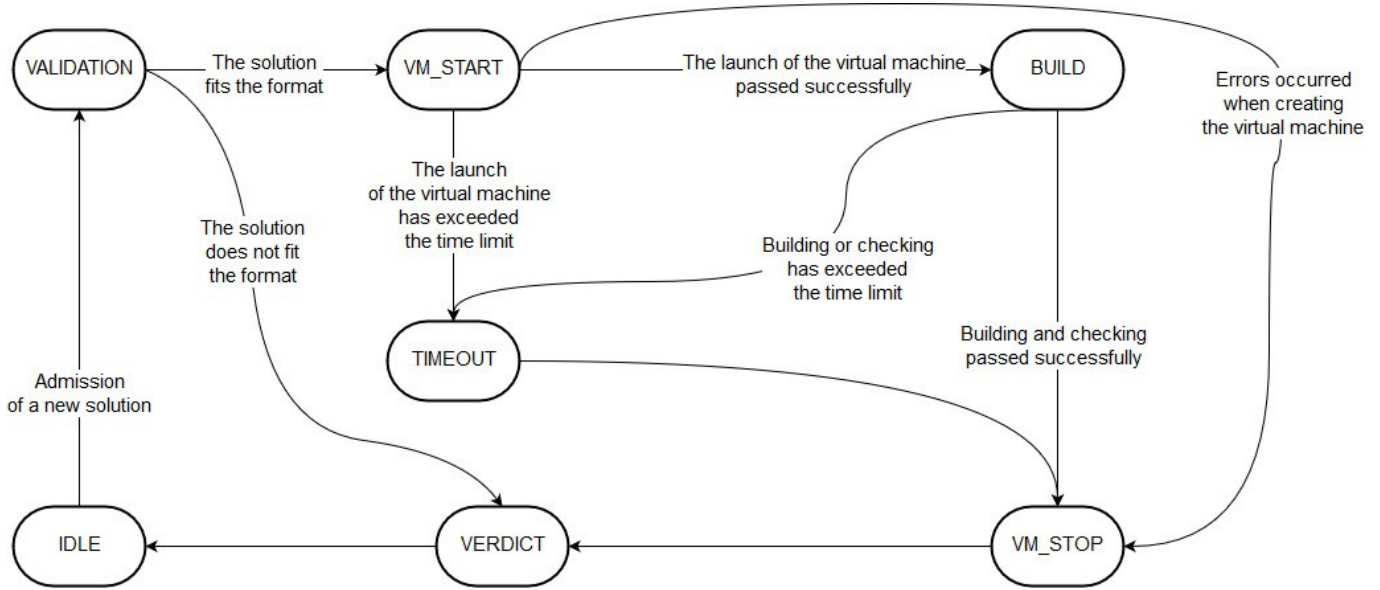 VALIDATION
The solution
fits the format
VM_START
The launch of the virtual machine
passed successfully
BUILD
Errors occurred
when creating
the virtual machine
The launch
of the virtual machine
has exceeded
the time limit
The solution
does not fit
the format
Building or checking
has exceeded
the time limit
Building and checking
passed successfully
TIMEOUT
Admission
of a new solution
IDLE
VERDICT
VM_STOP